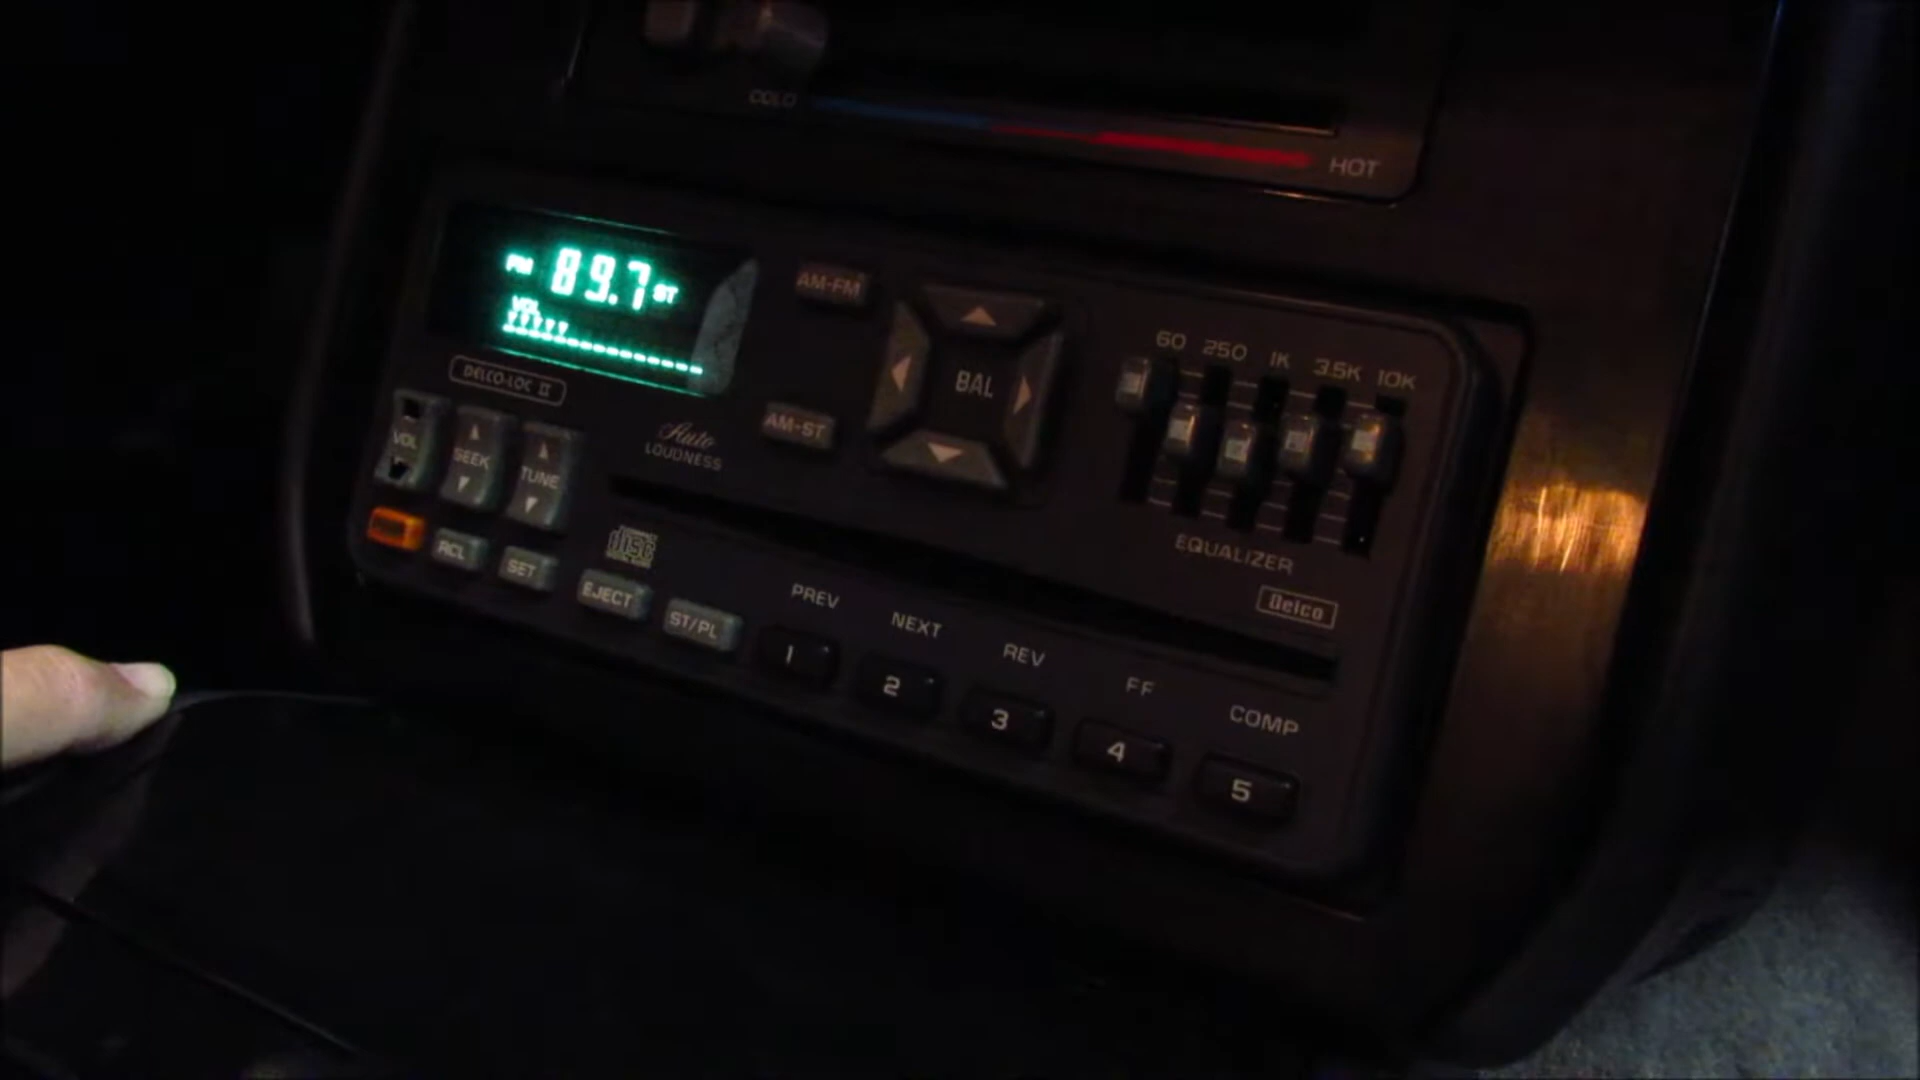 COLD
HOT
FM 89.7 ST
VOL
AM-FM
BAL
60 250 1K 3.5K 10K
DELCO-LOC II
AM-ST
Auto
LOUDNESS
VOL
SEEK
TUNE
EQUALIZER
disc
RCL
SET
EJECT
ST/PL
Delco
PREV
NEXT
REV
FF
COMP
1
2
3
4
5